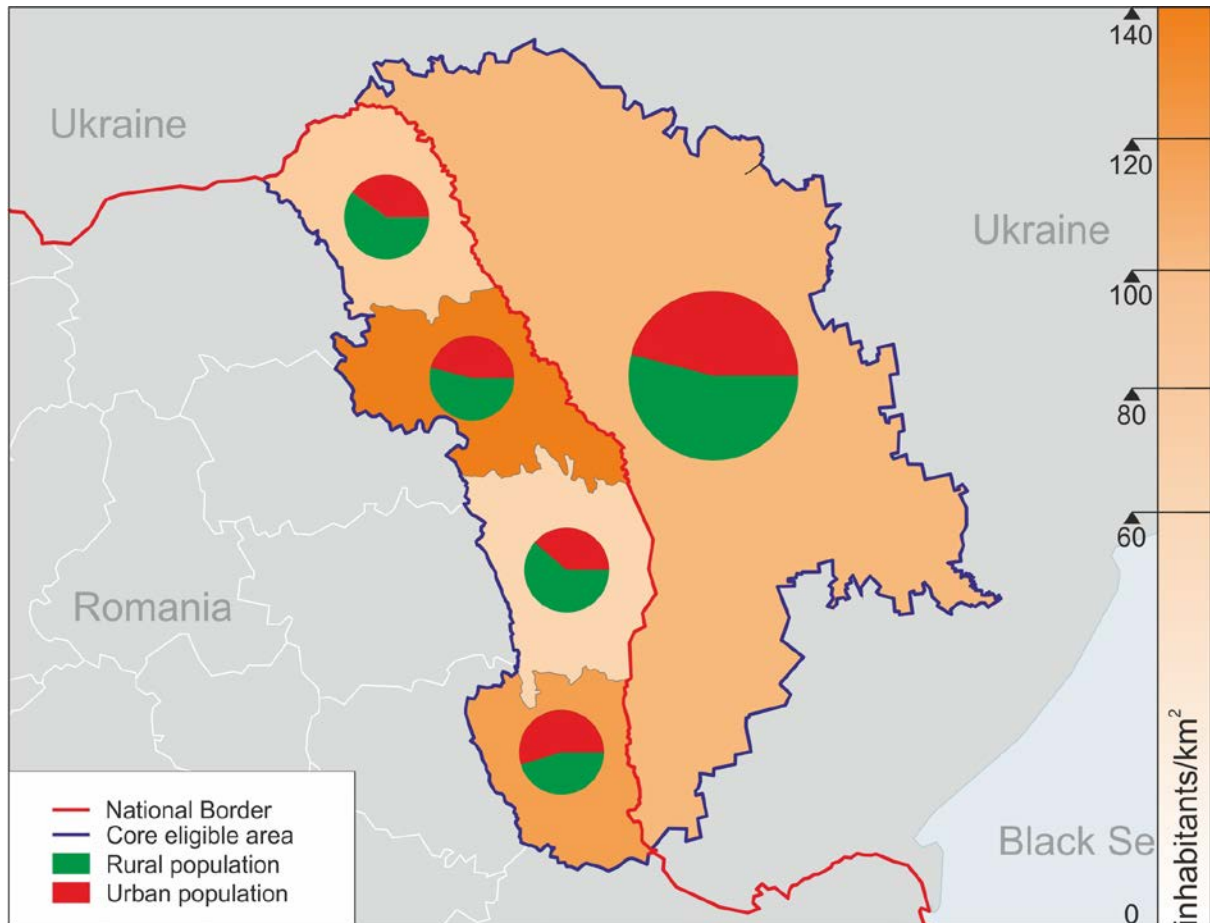 140
Ukraine
120
Ukraine
100
80
60
Romania
National Border
Core eligible area
Rural population
Urban population
Black Se
0
inhabitants/km²